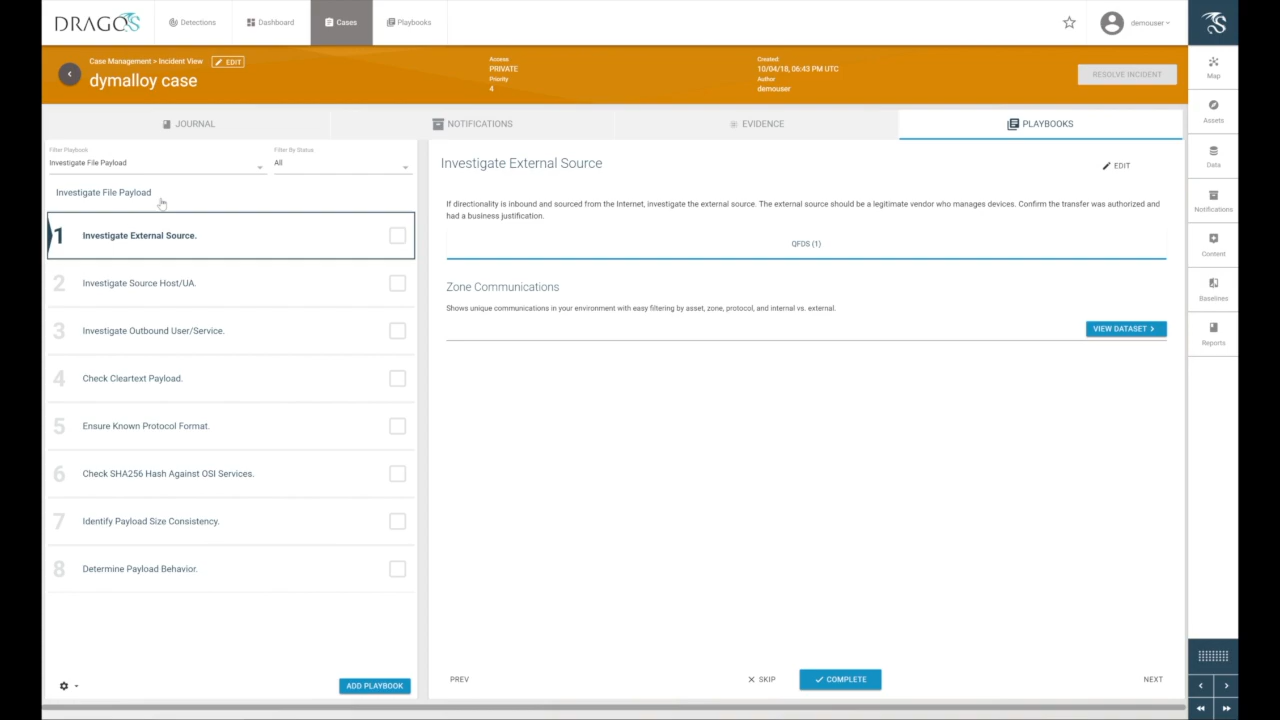 DRAGOS
Detections
Dashboard
Cases
Playbooks
demouser
Case Management > Incident View
EDIT
dymalloy case
Access
PRIVATE
Priority
4
Created
10/04/18, 06:43 PM UTC
Author
demouser
RESOLVE INCIDENT
JOURNAL
NOTIFICATIONS
EVIDENCE
PLAYBOOKS
Filter Playbook
Investigate File Payload
Filter By Status
All
Investigate File Payload
1 Investigate External Source.
2 Investigate Source Host/UA.
3 Investigate Outbound User/Service.
4 Check Cleartext Payload.
5 Ensure Known Protocol Format.
6 Check SHA256 Hash Against OSI Services.
7 Identify Payload Size Consistency.
8 Determine Payload Behavior.
ADD PLAYBOOK
Investigate External Source
EDIT
If directionality is inbound and sourced from the Internet, investigate the external source. The external source should be a legitimate vendor who manages devices. Confirm the transfer was authorized and
had a business justification.
QFDS (1)
Zone Communications
Shows unique communications in your environment with easy filtering by asset, zone, protocol, and internal vs. external.
VIEW DATASET >
PREV
SKIP
COMPLETE
NEXT
Map
Assets
Data
Notifications
Content
Baselines
Reports